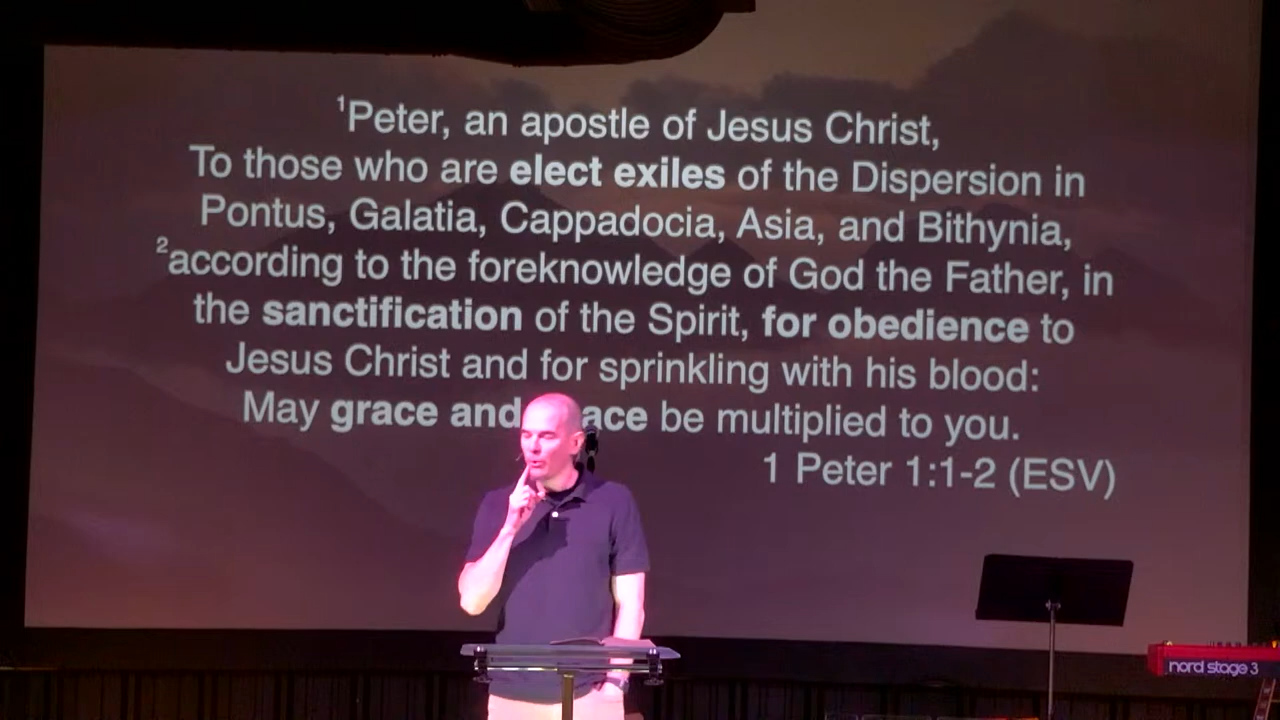 ¹Peter, an apostle of Jesus Christ,
To those who are elect exiles of the Dispersion in
Pontus, Galatia, Cappadocia, Asia, and Bithynia,
²according to the foreknowledge of God the Father, in
the sanctification of the Spirit, for obedience to
Jesus Christ and for sprinkling with his blood:
May grace and ace be multiplied to you.
1 Peter 1:1-2 (ESV)
nord stage 3